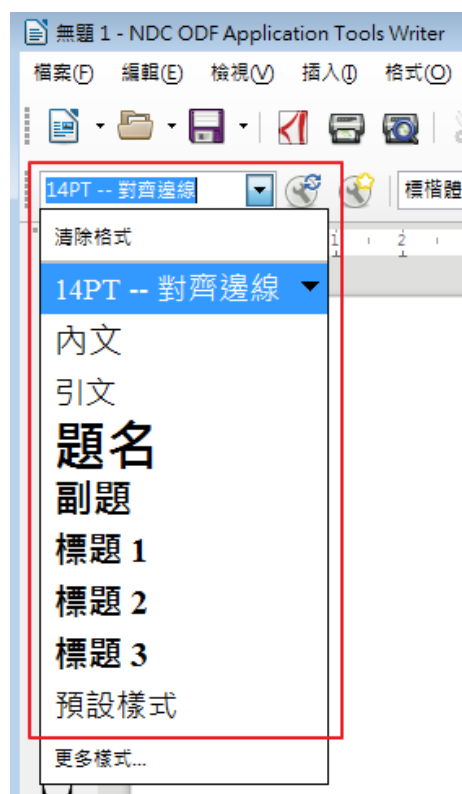 無題 1 - NDC ODF Application Tools Writer
檔案(F) 編輯(E) 檢視(V) 插入(I) 格式(O)
14PT -- 對齊邊線 標楷體
清除格式
1 2
14PT -- 對齊邊線
內文
引文
題名
副題
標題 1
標題 2
標題 3
預設樣式
更多樣式...